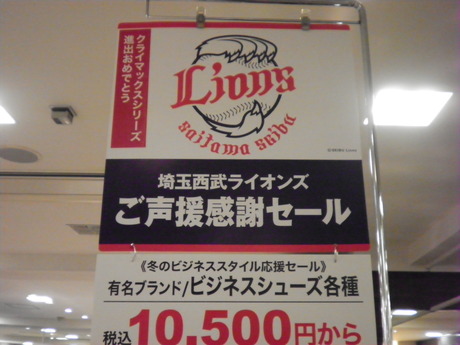 クライマックスシリーズ
進出おめでとう
Lions
saitama seibu
埼玉西武ライオンズ
ご声援感謝セール
《冬のビジネススタイル応援セール》
有名ブランド/ビジネスシューズ各種
税込10,500円から